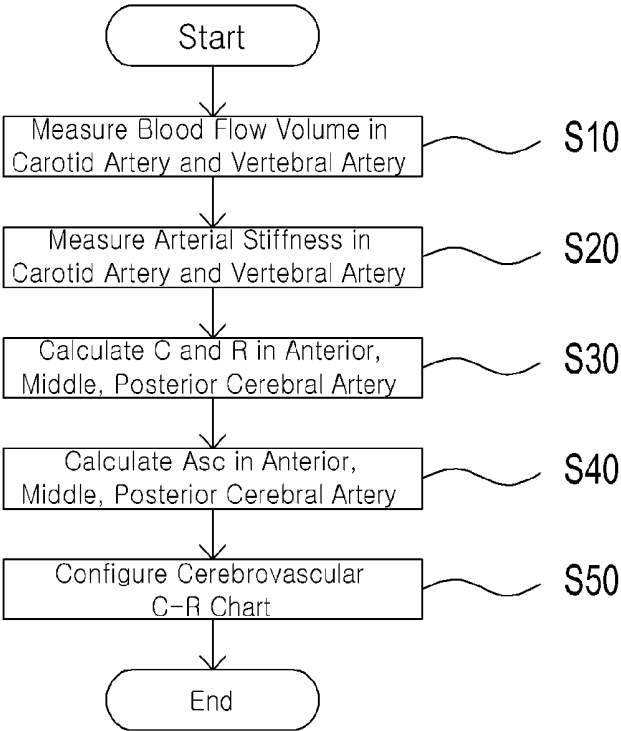 Start
Measure Blood Flow Volume in
Carotid Artery and Vertebral Artery
S10
Measure Arterial Stiffness in
Carotid Artery and Vertebral Artery
S20
Calculate C and R in Anterior,
Middle, Posterior Cerebral Artery
S30
Calculate Asc in Anterior,
Middle, Posterior Cerebral Artery
S40
Configure Cerebrovascular
C-R Chart
S50
End